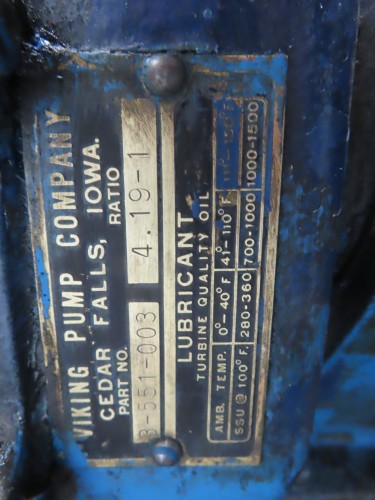 VIKING PUMP COMPANY
CEDAR FALLS, IOWA.
PART NO. RATIO
3-551-003 4.19-1
LUBRICANT
TURBINE QUALITY OIL
AMB. TEMP. 0°-40°F 41°-110°F
SSU @ 100°F. 280-360 700-1000 1000-1500